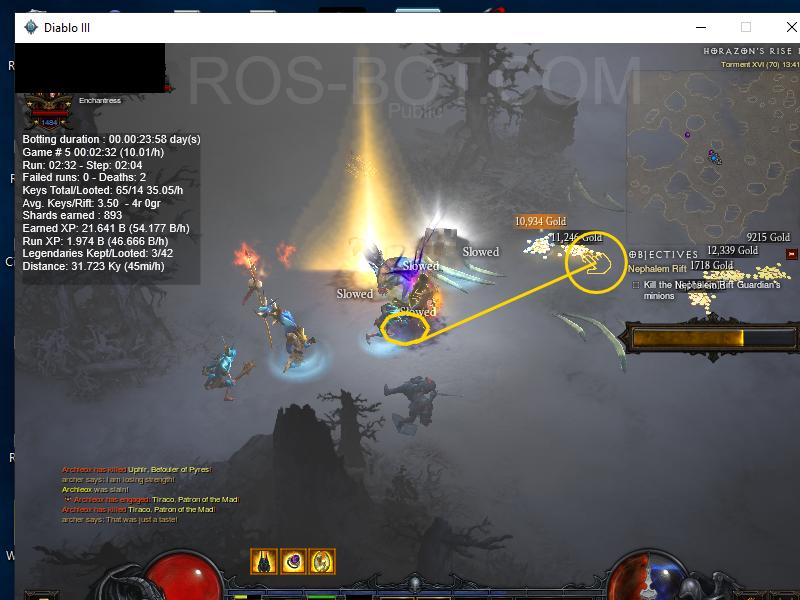 Diablo III
HORAZON'S RISE
Torment XVI (70) 13:41
ROS-BOT.COM
Public
Enchantress
1484
Botting duration : 00.00:23:58 day(s)
Game # 5 00:02:32 (10.01/h)
Run: 02:32 - Step: 02:04
Failed runs: 0 - Deaths: 2
Keys Total/Looted: 65/14 35.05/h
Avg. Keys/Rift: 3.50 - 4r 0gr
Shards earned : 893
Earned XP: 21.641 B (54.177 B/h)
Run XP: 1.974 B (46.666 B/h)
Legendaries Kept/Looted: 3/42
Distance: 31.723 Ky (45mi/h)
10,934 Gold
11,246 Gold
9215 Gold
12,339 Gold
1718 Gold
Slowed
Slowed
Slowed
Slowed
OBJECTIVES
Nephalem Rift
Kill the Nephalem Rift Guardian's
minions
Archleox has killed Uphir, Befouler of Pyres!
archer says: I am losing strength!
Archleox was slain!
Archleox has engaged: Tiraco, Patron of the Mad!
Archleox has killed Tiraco, Patron of the Mad!
archer says: That was just a taste!